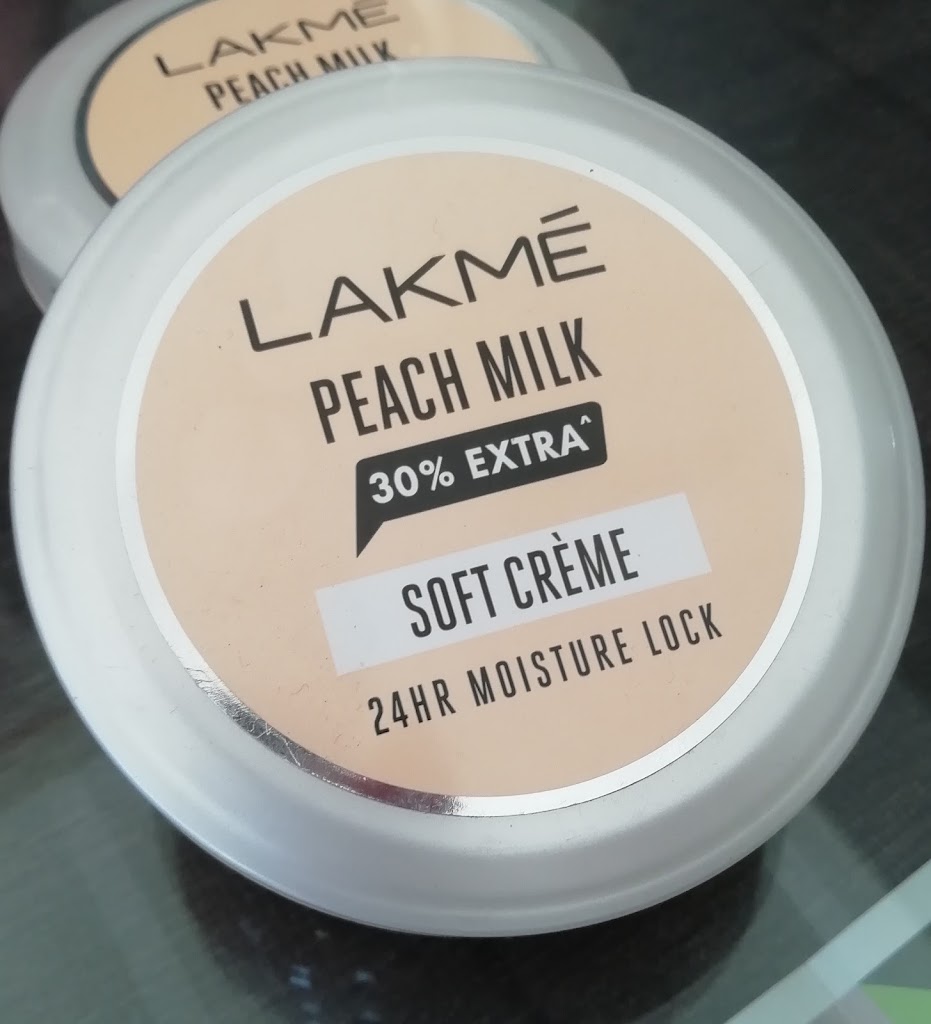 LAKMÉ
PEACH MILK
LAKMÉ
PEACH MILK
30% EXTRA^
SOFT CRÈME
24HR MOISTURE LOCK